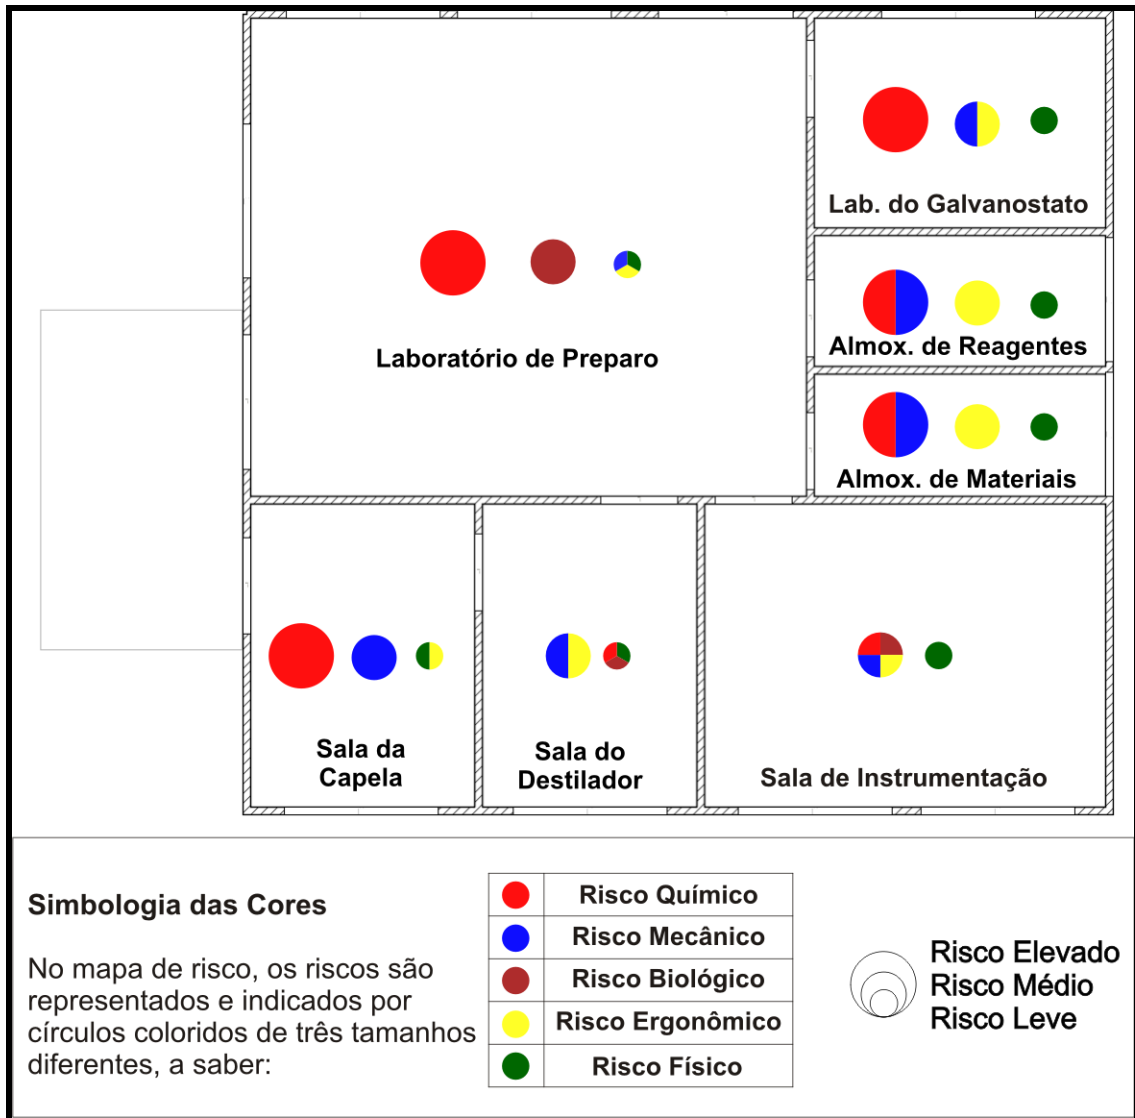 Lab. do Galvanostato
Almox. de Reagentes
Laboratório de Preparo
Almox. de Materiais
Sala da
Capela
Sala do
Destilador
Sala de Instrumentação
Simbologia das Cores
No mapa de risco, os riscos são
representados e indicados por
círculos coloridos de três tamanhos
diferentes, a saber:
Risco Químico
Risco Mecânico
Risco Biológico
Risco Ergonômico
Risco Físico
Risco Elevado
Risco Médio
Risco Leve